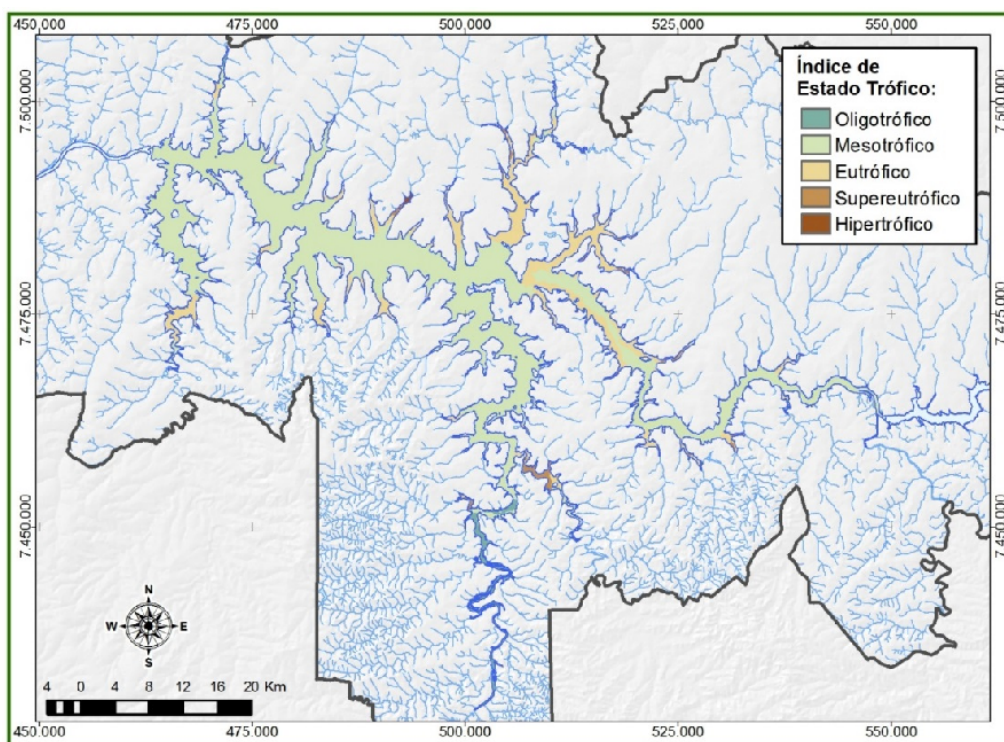 450.000 475.000 500.000 525.000 550.000
Índice de
Estado Trófico:
Oligotrófico
Mesotrófico
Eutrófico
Supereutrófico
Hipertrófico
7.500.000 7.500.000
7.475.000 7.475.000
7.450.000 7.450.000
N
W E
S
4 0 4 8 12 16 20 Km
450.000 475.000 500.000 525.000 550.000